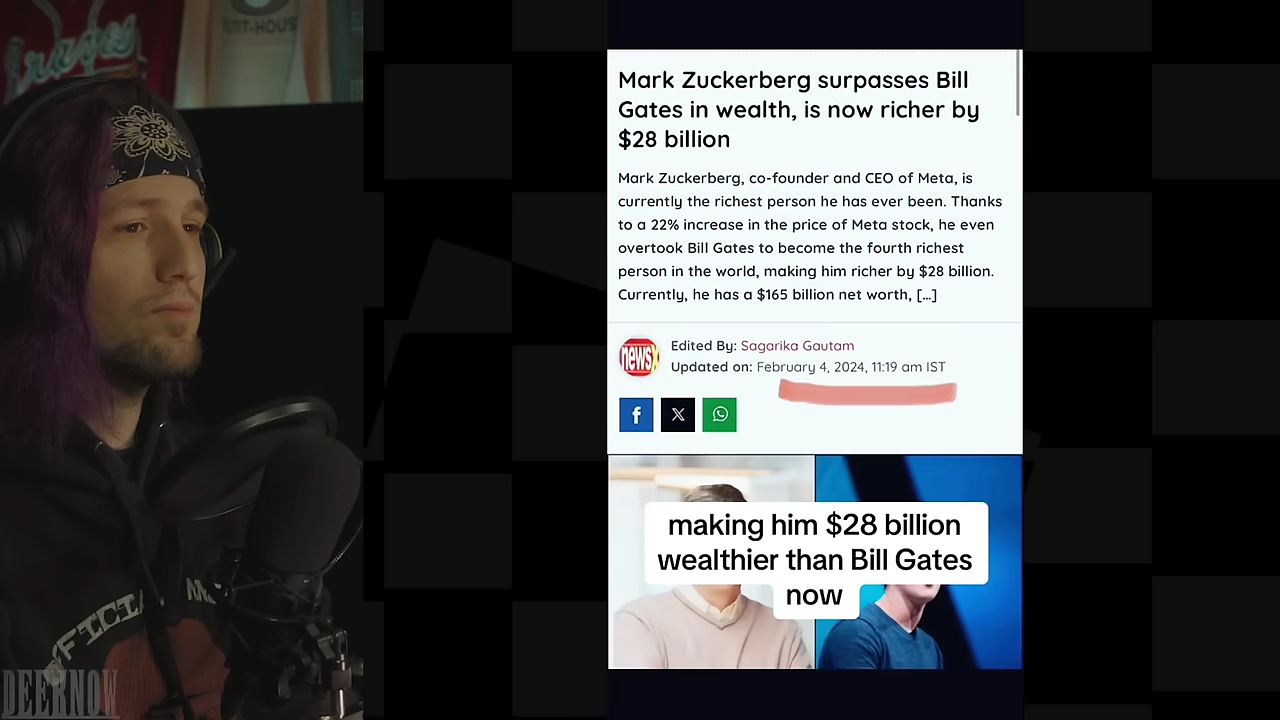 Braves
Mark Zuckerberg surpasses Bill
Gates in wealth, is now richer by
$28 billion
Mark Zuckerberg, co-founder and CEO of Meta, is
currently the richest person he has ever been. Thanks
to a 22% increase in the price of Meta stock, he even
overtook Bill Gates to become the fourth richest
person in the world, making him richer by $28 billion.
Currently, he has a $165 billion net worth, [...]
newsX
Edited By: Sagarika Gautam
Updated on: February 4, 2024, 11:19 am IST
making him $28 billion
wealthier than Bill Gates
now
DEERNOW